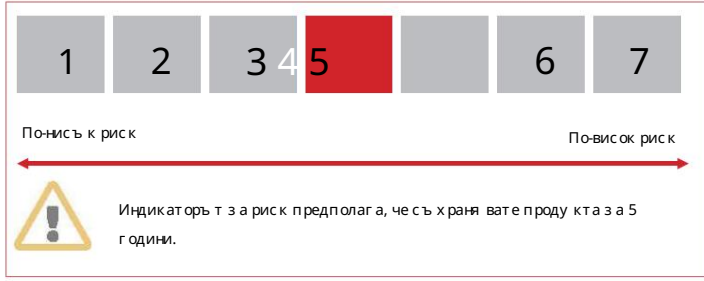 1 2 3 4 5 6 7
По-нисък риск
По-висок риск
Индикаторът за риск предполага, че съхранявате продукта за 5
години.